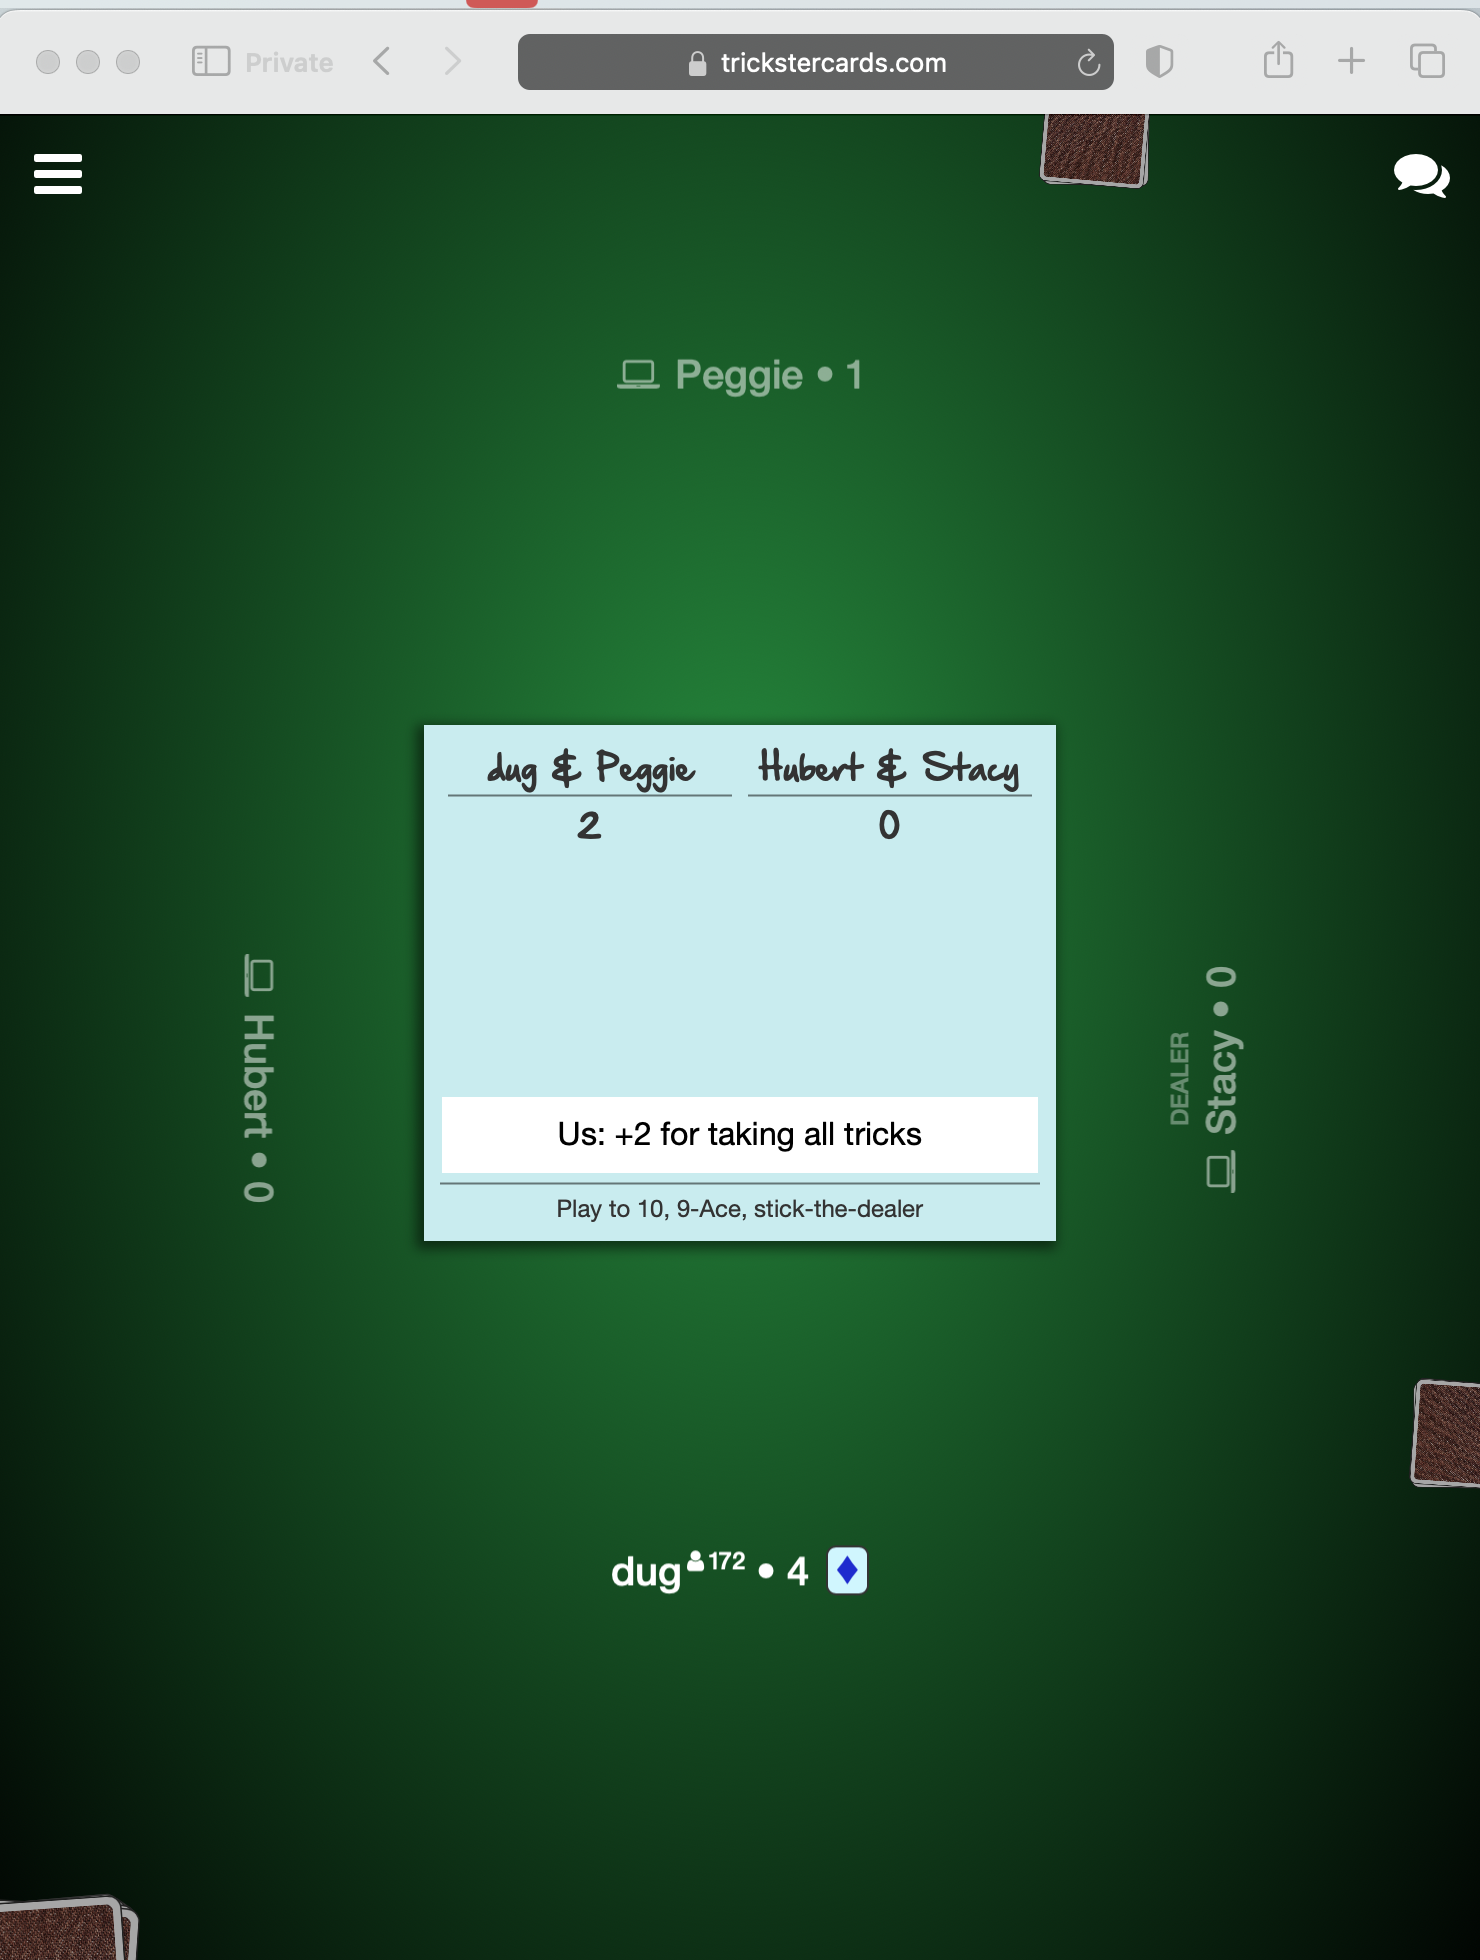 Private
trickstercards.com
Peggie • 1
dug & Peggie
Hubert & Stacy
2
0
Hubert • 0
DEALER
Stacy • 0
Us: +2 for taking all tricks
Play to 10, 9-Ace, stick-the-dealer
dug 172 • 4 ♦